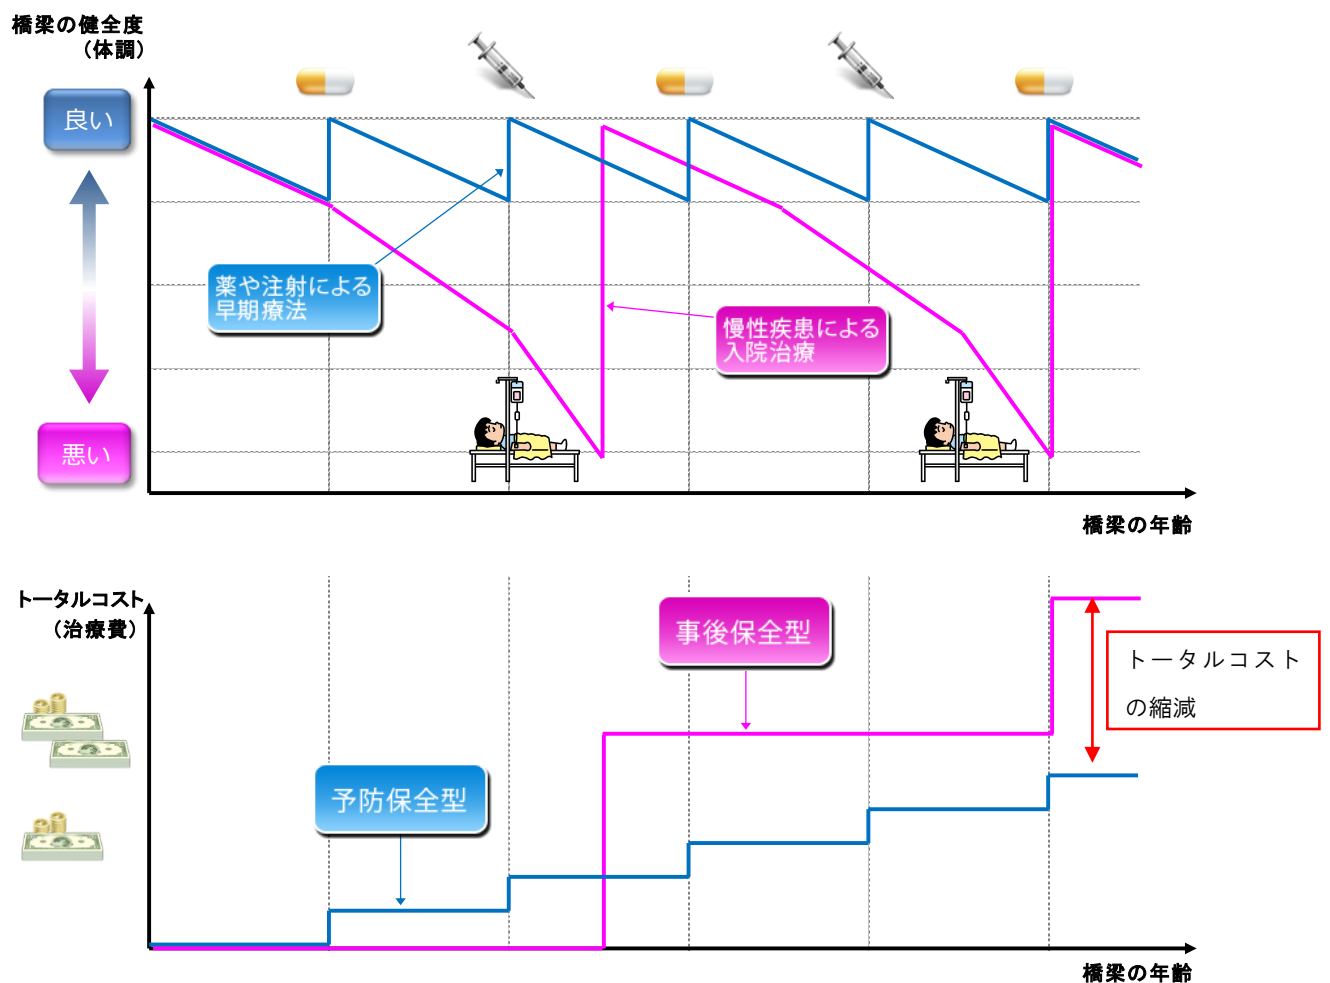 橋梁の健全度
(体調)
良い
薬や注射による
早期療法
慢性疾患による
入院治療
悪い
橋梁の年齢
トータルコスト
(治療費)
事後保全型
トータルコスト
の縮減
予防保全型
橋梁の年齢